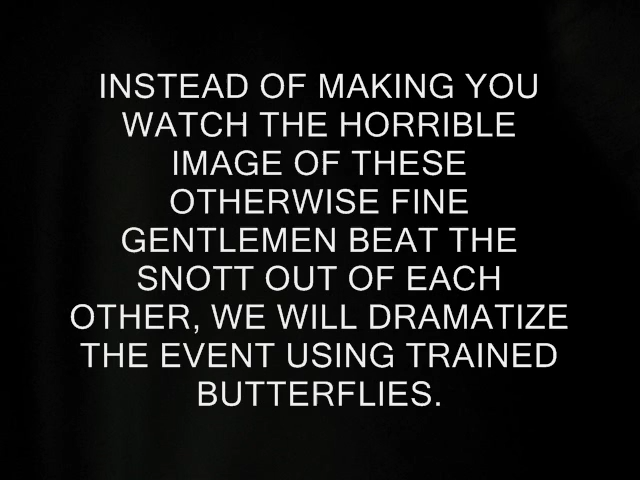 INSTEAD OF MAKING YOU
WATCH THE HORRIBLE
IMAGE OF THESE
OTHERWISE FINE
GENTLEMEN BEAT THE
SNOTT OUT OF EACH
OTHER, WE WILL DRAMATIZE
THE EVENT USING TRAINED
BUTTERFLIES.